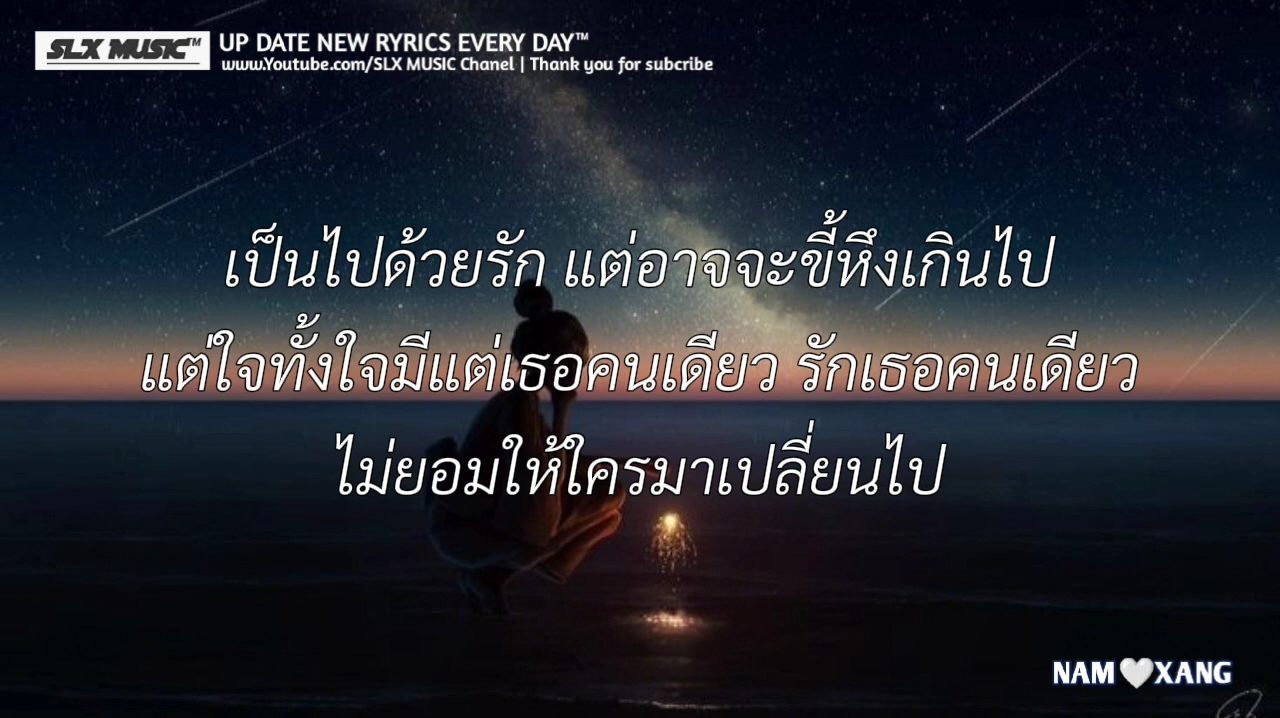 SLX MUSIC™
UP DATE NEW RYRICS EVERY DAY™
www.Youtube.com/SLX MUSIC Chanel | Thank you for subcribe
เป็นไปด้วยรัก แต่อาจจะขี้หึงเกินไป
แต่ใจทั้งใจมีแต่เธอคนเดียว รักเธอคนเดียว
ไม่ยอมให้ใครมาเปลี่ยนไป
NAM🤍XANG